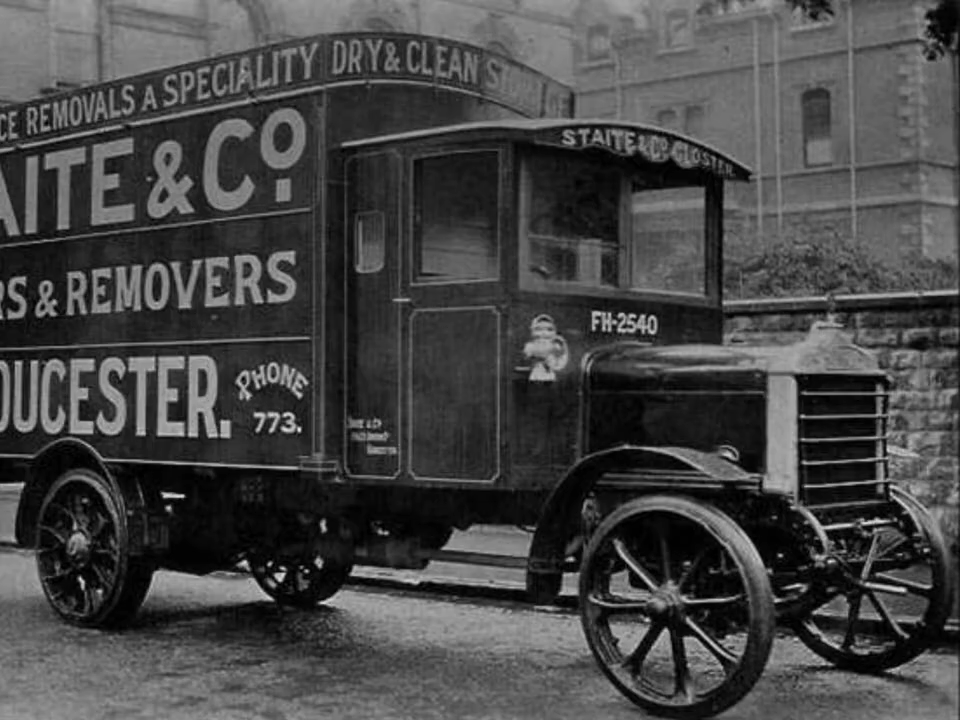 CE REMOVALS A SPECIALITY DRY & CLEAN
AITE & Cº.
RS & REMOVERS
OUCESTER.
PHONE
773.
STAITE & Cº GLOSTER.
FH-2540